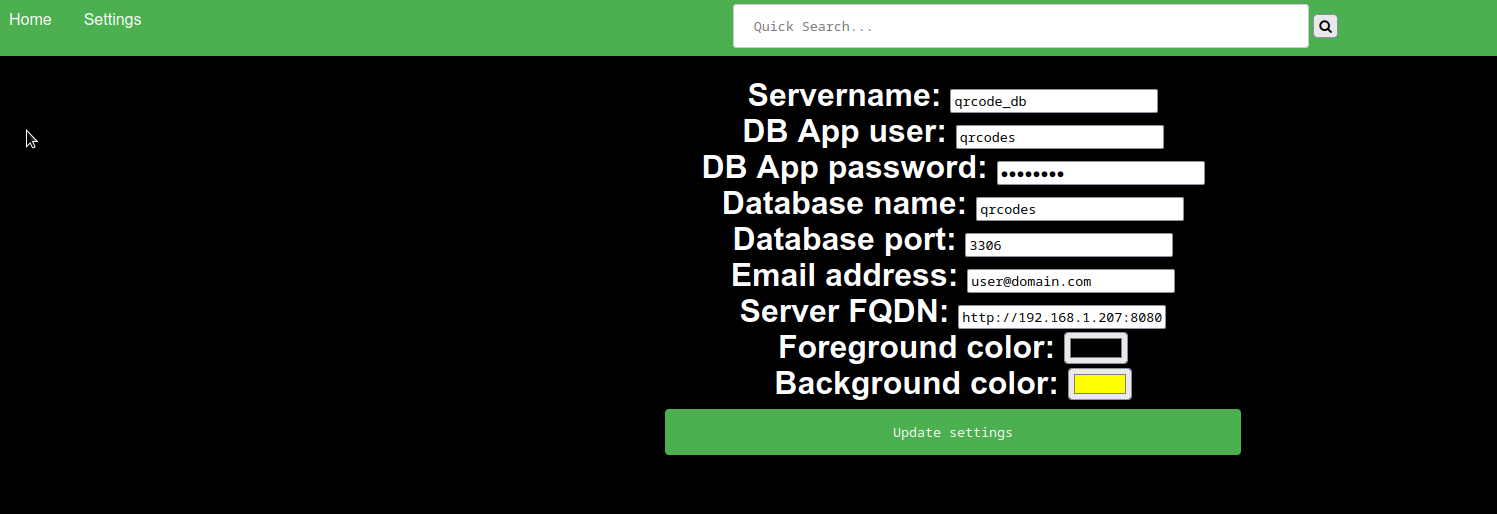 Home Settings Quick Search...
Servername: qrcode_db
DB App user: qrcodes
DB App password: ••••••••
Database name: qrcodes
Database port: 3306
Email address: user@domain.com
Server FQDN: http://192.168.1.207:8080
Foreground color:
Background color:
Update settings